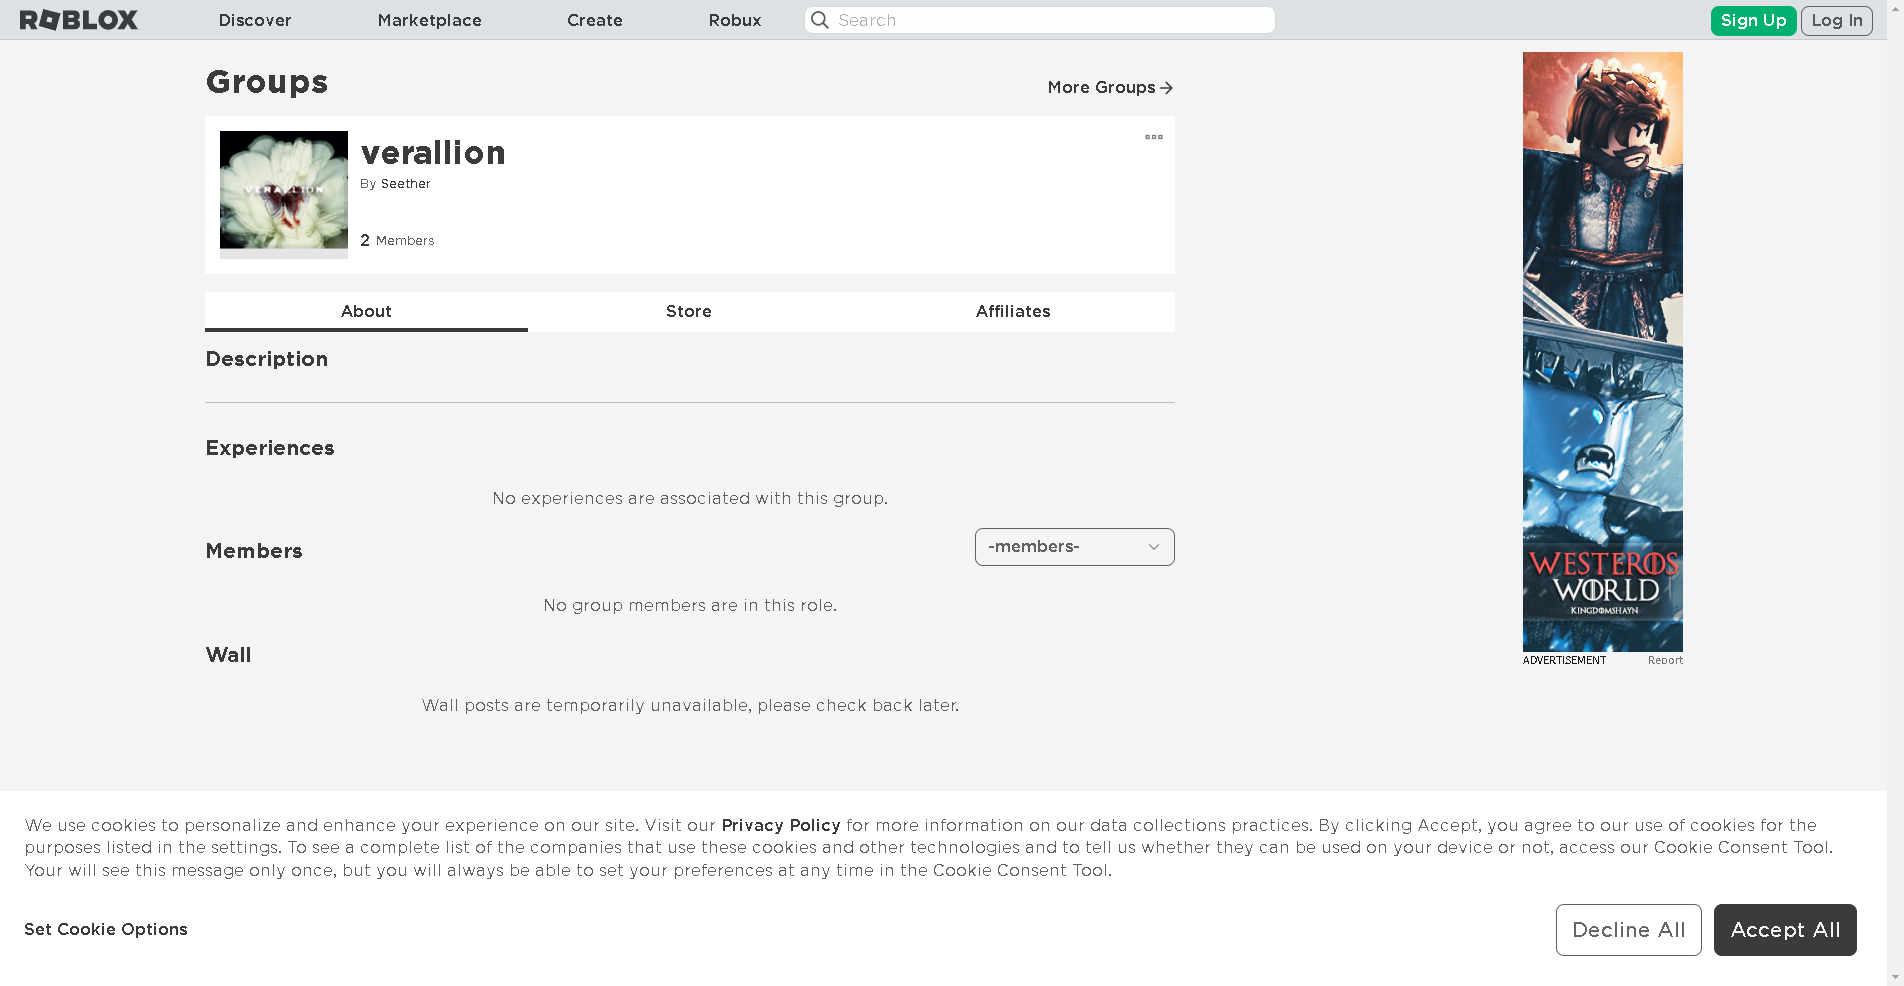 ROBLOX Discover Marketplace Create Robux Search Sign Up Log In
Groups
More Groups
VERALLION
verallion
By Seether
2 Members
About Store Affiliates
Description
Experiences
No experiences are associated with this group.
Members
-members-
No group members are in this role.
Wall
Wall posts are temporarily unavailable, please check back later.
WESTEROS
WORLD
KINGDOMSHAYN
ADVERTISEMENT Report
We use cookies to personalize and enhance your experience on our site. Visit our Privacy Policy for more information on our data collections practices. By clicking Accept, you agree to our use of cookies for the
purposes listed in the settings. To see a complete list of the companies that use these cookies and other technologies and to tell us whether they can be used on your device or not, access our Cookie Consent Tool.
Your will see this message only once, but you will always be able to set your preferences at any time in the Cookie Consent Tool.
Set Cookie Options
Decline All
Accept All